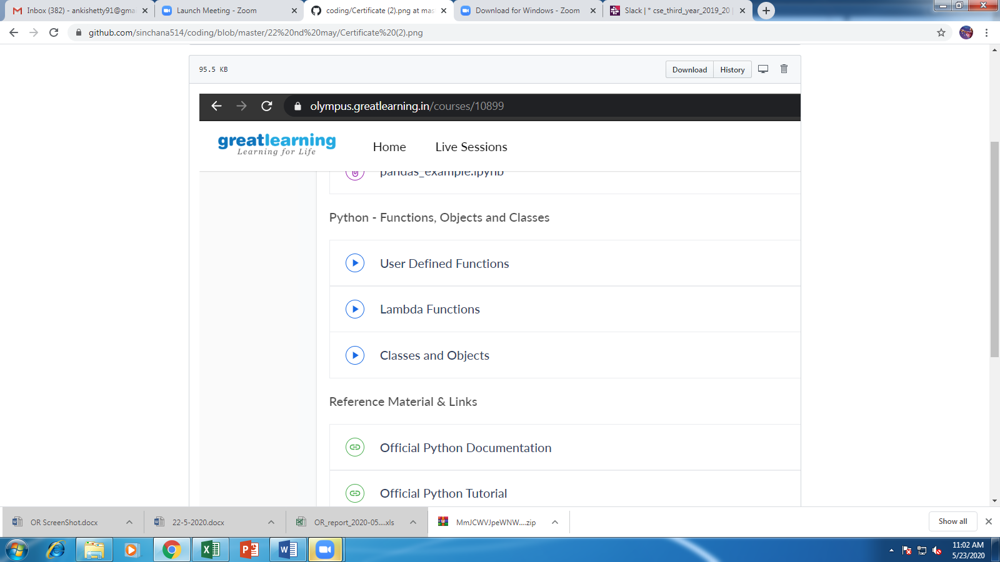 Inbox (382) - ankishetty91@gmai
Launch Meeting - Zoom
coding/Certificate (2).png at mas
Download for Windows - Zoom
Slack | * cse_third_year_2019_20
github.com/sinchana514/coding/blob/master/22%20nd%20may/Certificate%20(2).png
95.5 KB
Download
History
olympus.greatlearning.in/courses/10899
greatlearning
Learning for Life
Home
Live Sessions
pandas_example.ipynb
Python - Functions, Objects and Classes
User Defined Functions
Lambda Functions
Classes and Objects
Reference Material & Links
Official Python Documentation
Official Python Tutorial
OR ScreenShot.docx
22-5-2020.docx
OR_report_2020-05....xls
MmJCWVJpeWNW....zip
Show all
11:02 AM
5/23/2020